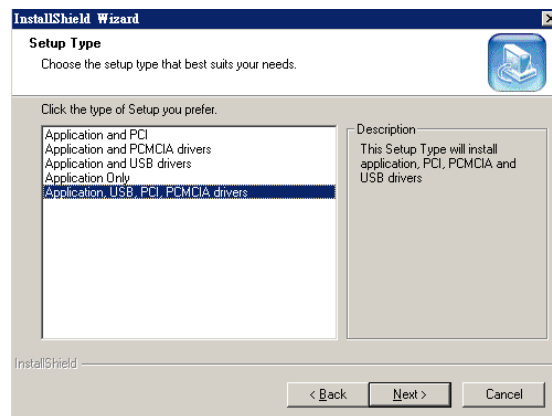 InstallShield Wizard
Setup Type
Choose the setup type that best suits your needs.
Click the type of Setup you prefer.
Application and PCI
Application and PCMCIA drivers
Application and USB drivers
Application Only
Application, USB, PCI, PCMCIA drivers
Description
This Setup Type will install
application, PCI, PCMCIA and
USB drivers
InstallShield
< Back
Next >
Cancel